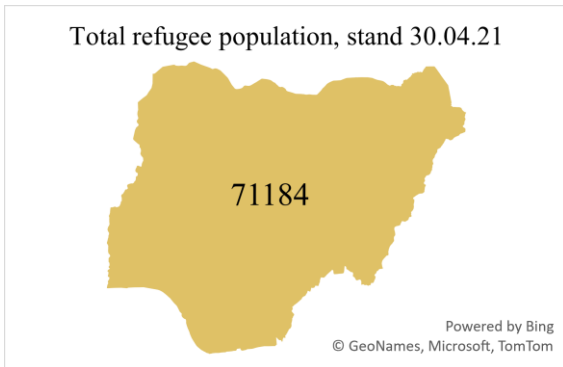 Total refugee population, stand 30.04.21
71184
Powered by Bing
© GeoNames, Microsoft, TomTom